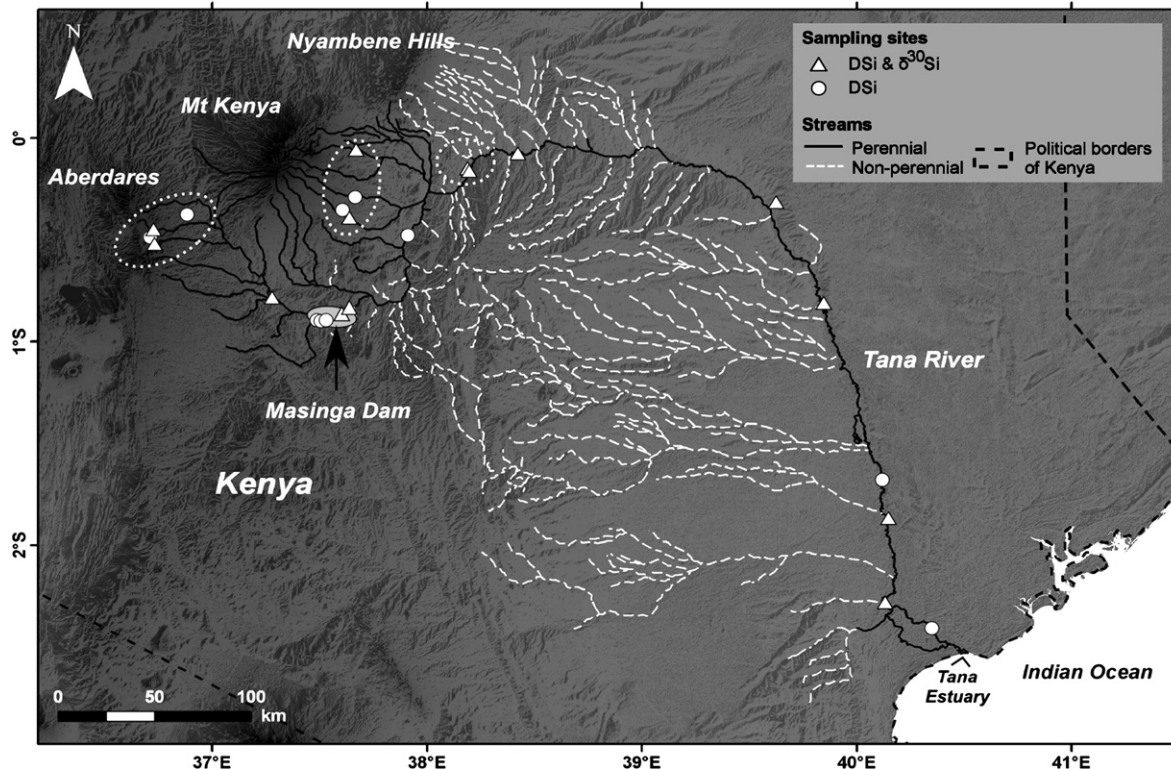 N
Nyambene Hills
Mt Kenya
Aberdares
Sampling sites
DSi & δ³⁰Si
DSi
Streams
Perennial
Non-perennial
Political borders
of Kenya
0°
1°S
2°S
Masinga Dam
Tana River
Kenya
Indian Ocean
Tana
Estuary
0 50 100
km
37°E 38°E 39°E 40°E 41°E